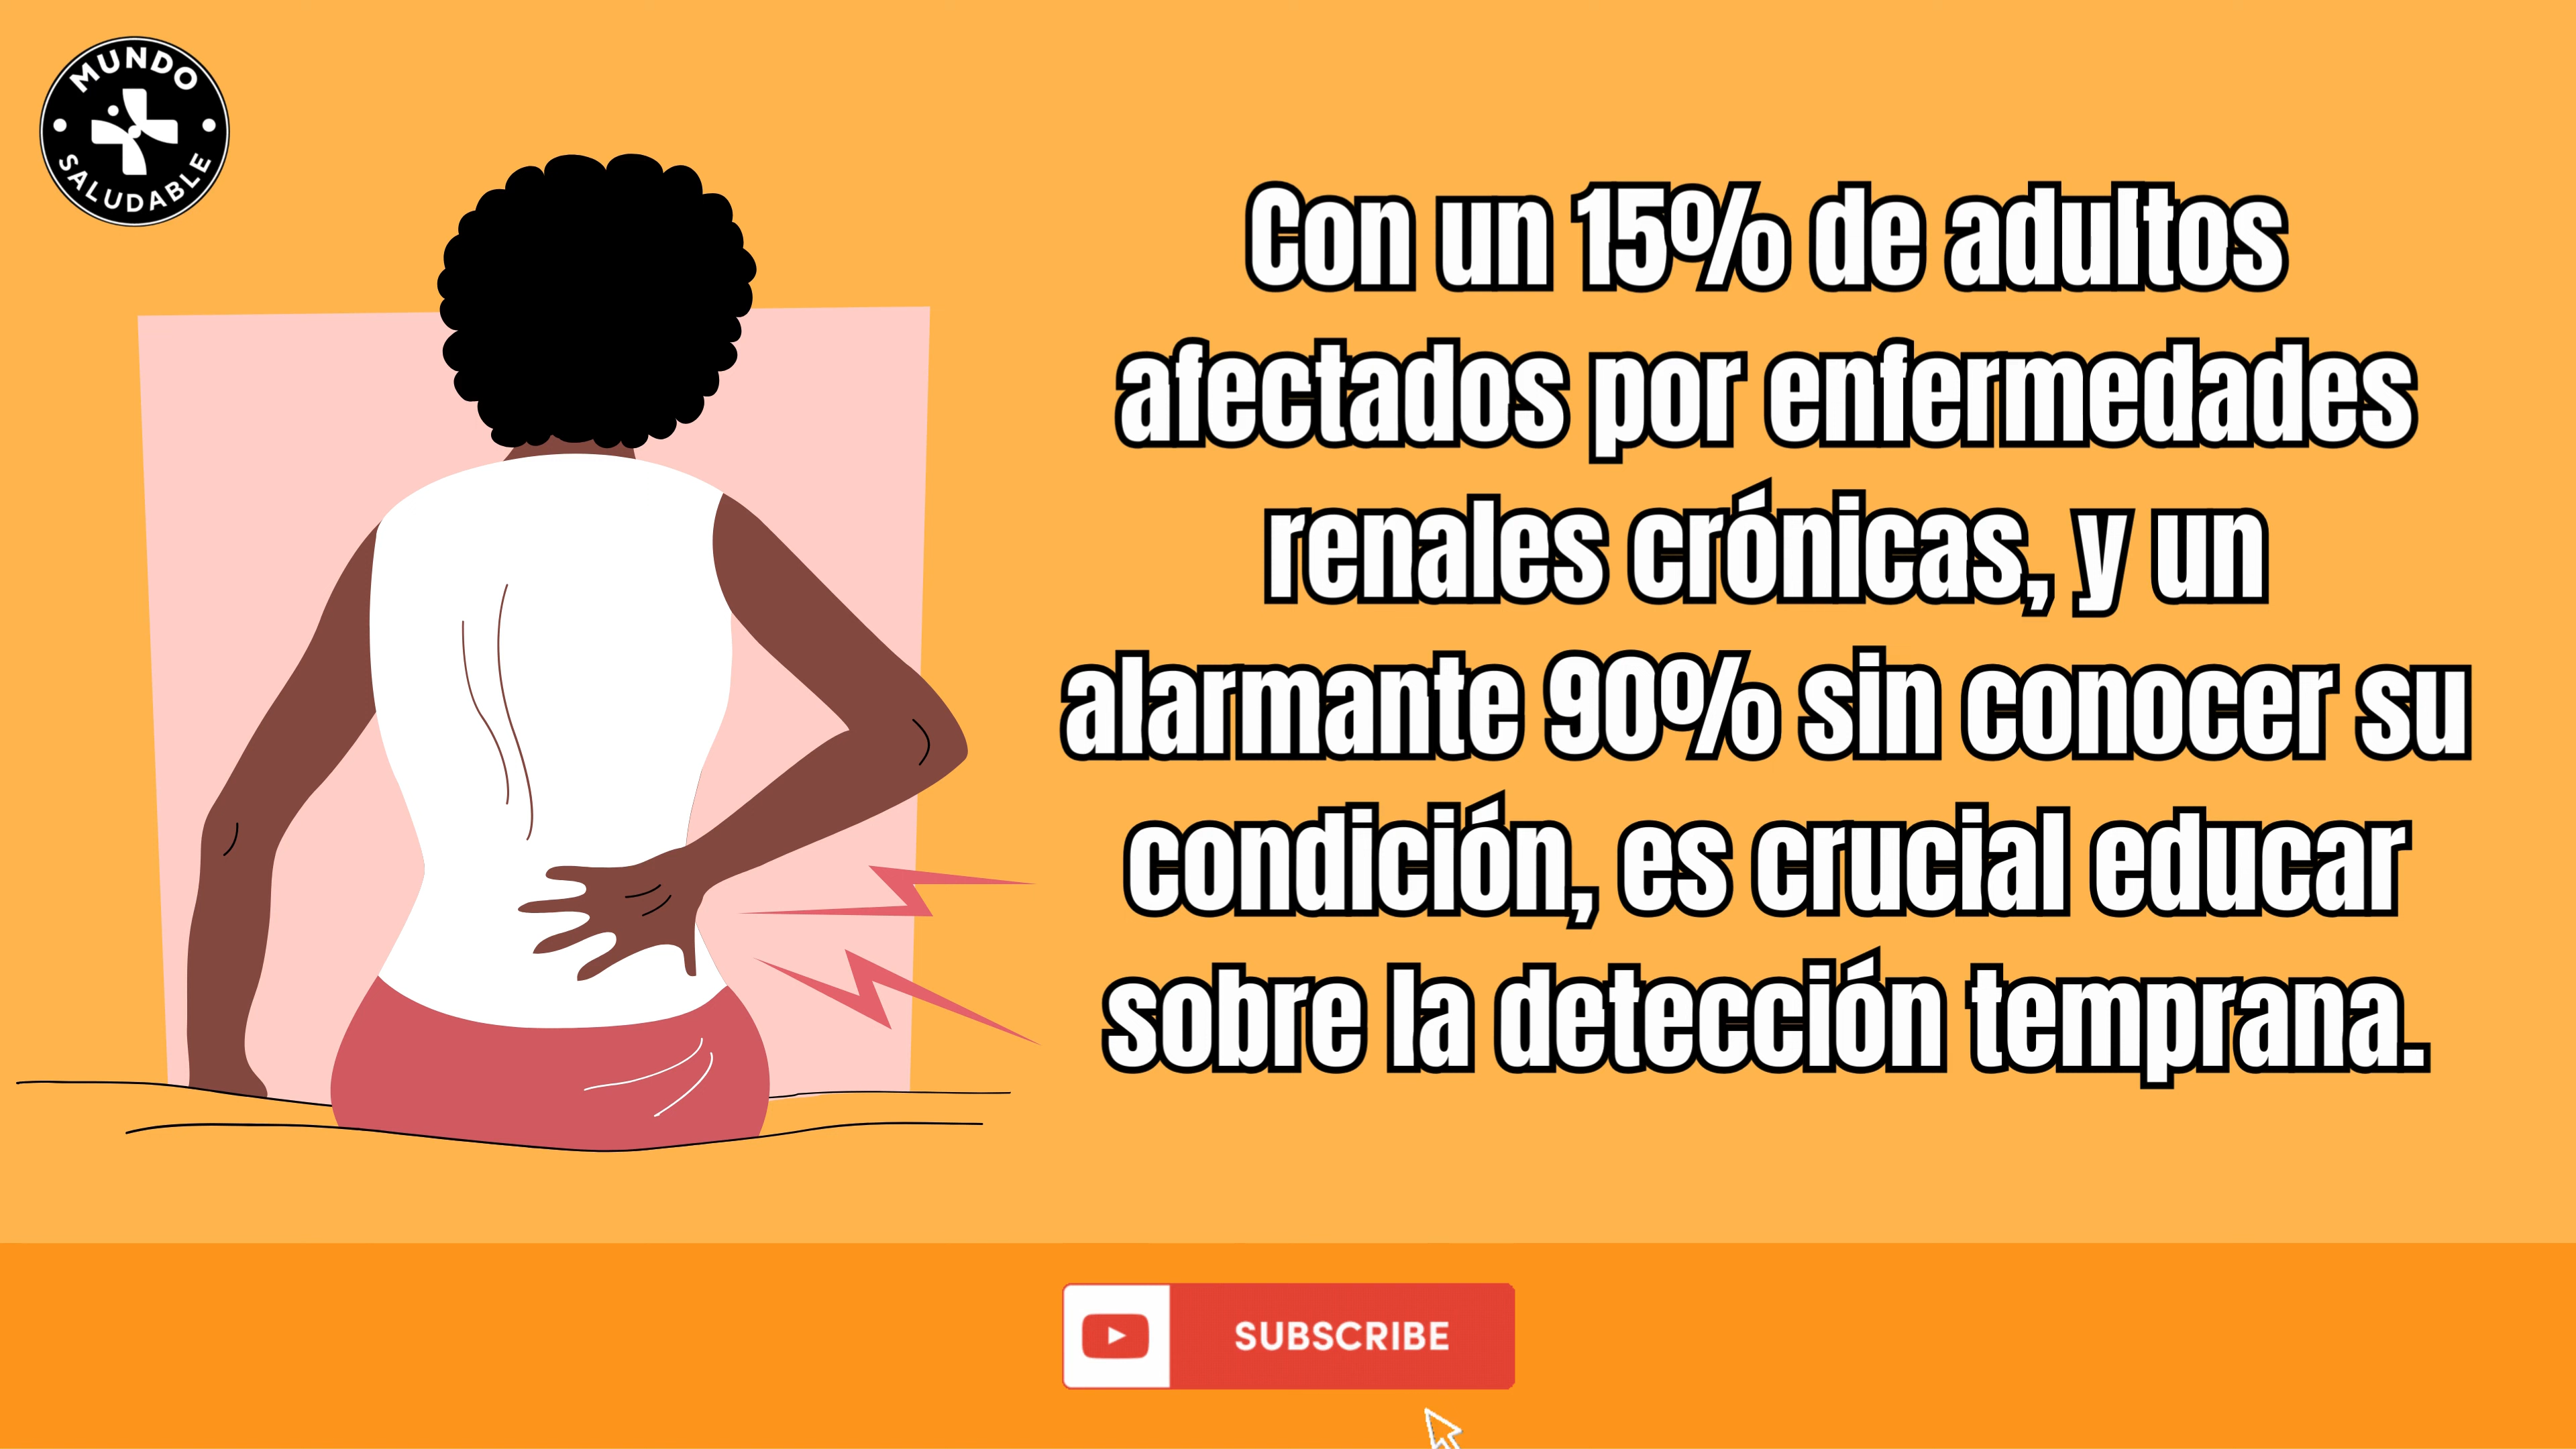 MUNDO
SALUDABLE
Con un 15% de adultos
afectados por enfermedades
renales crónicas, y un
alarmante 90% sin conocer su
condición, es crucial educar
sobre la detección temprana.
SUBSCRIBE